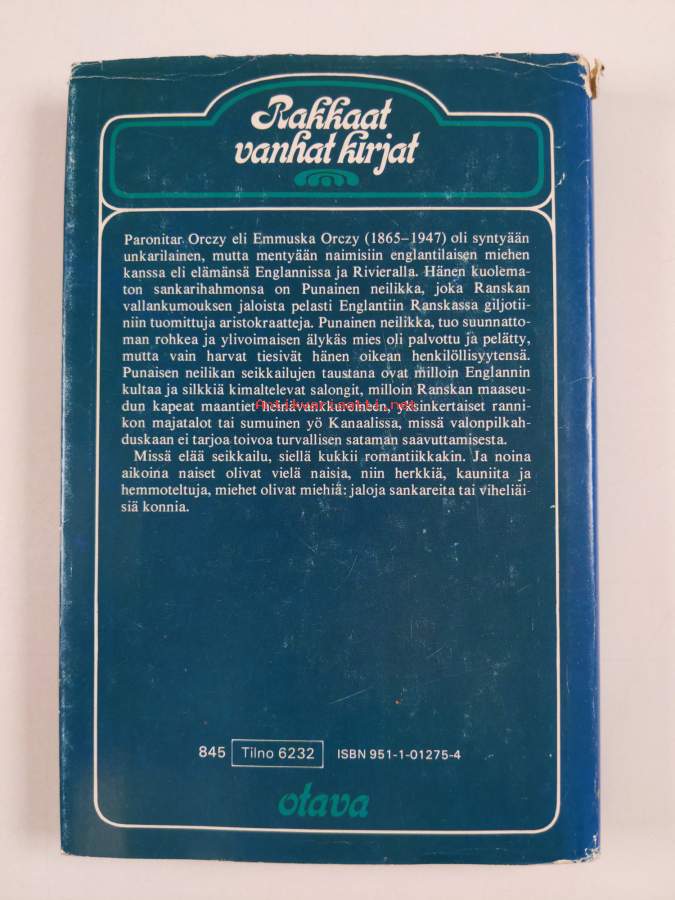 Rakkaat
vanhat kirjat
Paronitar Orczy eli Emmuska Orczy (1865–1947) oli syntyään
unkarilainen, mutta mentyään naimisiin englantilaisen miehen
kanssa eli elämänsä Englannissa ja Rivieralla. Hänen kuolema-
ton sankarihahmonsa on Punainen neilikka, joka Ranskan
vallankumouksen jaloista pelasti Englantiin Ranskassa giljotii-
niin tuomittuja aristokraatteja. Punainen neilikka, tuo suunnatto-
man rohkea ja ylivoimaisen älykäs mies oli palvottu ja pelätty,
mutta vain harvat tiesivät hänen oikean henkilöllisyytensä.
Punaisen neilikan seikkailujen taustana ovat milloin Englannin
kultaa ja silkkiä kimaltelevat salongit, milloin Ranskan maaseu-
dun kapeat maantiet heinävankkureineen, yksinkertaiset ranni-
kon majatalot tai sumuinen yö Kanaalissa, missä valonpilkah-
duskaan ei tarjoa toivoa turvallisen sataman saavuttamisesta.
Missä elää seikkailu, siellä kukkii romantiikkakin. Ja noina
aikoina naiset olivat vielä naisia, niin herkkiä, kauniita ja
hemmoteltuja, miehet olivat miehiä: jaloja sankareita tai viheliäi-
siä konnia.
845 Tilno 6232 ISBN 951-1-01275-4
otava